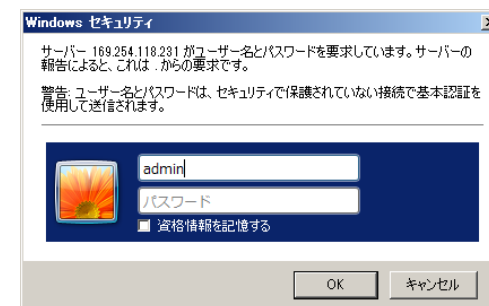 Windows セキュリティ
サーバー 169.254.118.231 がユーザー名とパスワードを要求しています。サーバーの
報告によると、これは . からの要求です。
警告: ユーザー名とパスワードは、セキュリティで保護されていない接続で基本認証を
使用して送信されます。
admin
パスワード
資格情報を記憶する
OK キャンセル